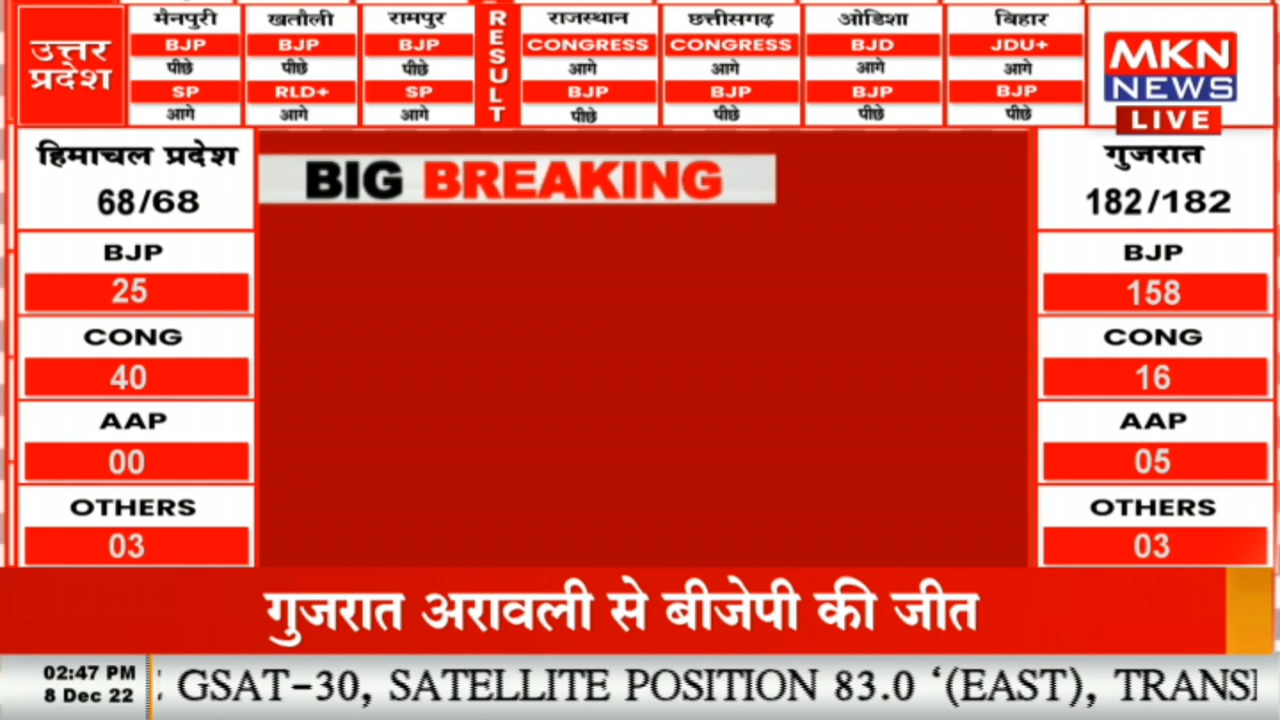 उत्तर
प्रदेश
मैनपुरी
BJP
पीछे
SP
आगे
खतौली
BJP
पीछे
RLD+
आगे
रामपुर
BJP
पीछे
SP
आगे
RESULT
राजस्थान
CONGRESS
आगे
BJP
पीछे
छत्तीसगढ़
CONGRESS
आगे
BJP
पीछे
ओडिशा
BJD
आगे
BJP
पीछे
बिहार
JDU+
आगे
BJP
पीछे
MKN
NEWS
LIVE
हिमाचल प्रदेश
68/68
BJP
25
CONG
40
AAP
00
OTHERS
03
BIG BREAKING
गुजरात
182/182
BJP
158
CONG
16
AAP
05
OTHERS
03
गुजरात अरावली से बीजेपी की जीत
02:47 PM
8 Dec 22
GSAT-30, SATELLITE POSITION 83.0 ‘(EAST), TRANS